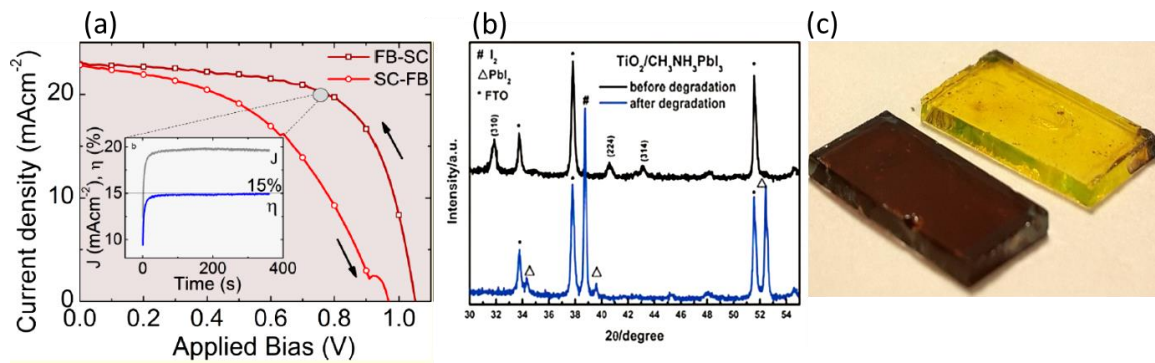 (a)
FB-SC
SC-FB
Current density (mAcm-2)
20
10
0
0.0 0.2 0.4 0.6 0.8 1.0
Applied Bias (V)
b
J (mAcm-2), η (%)
20
15
10
J
15%
η
0 200 400
Time (s)
(b)
# I2
△ PbI2
• FTO
TiO2/CH3NH3PbI3
before degradation
after degradation
(310)
(224)
(314)
#
Intensity/a.u.
30 32 34 36 38 40 42 44 46 48 50 52 54
2θ/degree
(c)